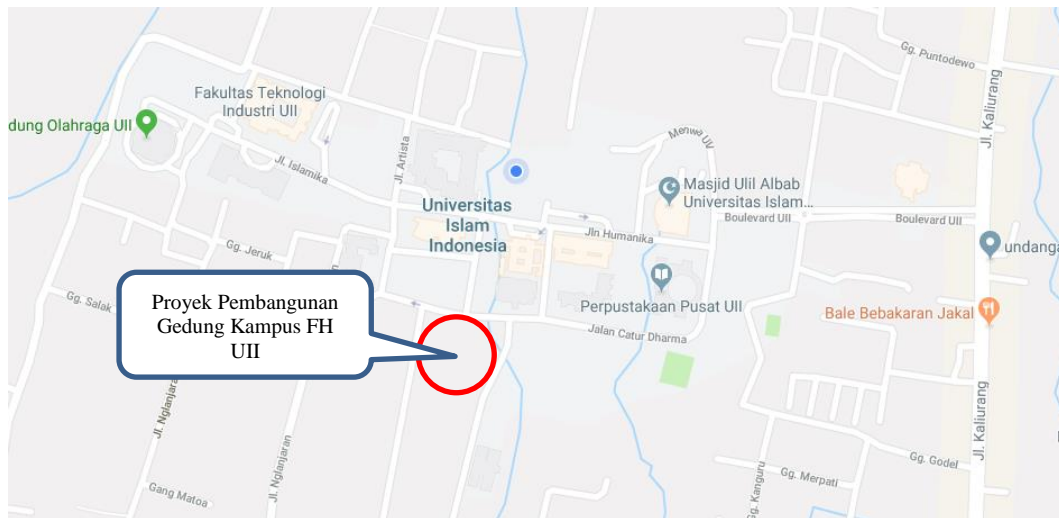 Gg. Puntodewo
Jl. Kaliurang
Fakultas Teknologi
Industri UII
dung Olahraga UII
Jl. Islamika
Jl. Artista
Menwa UV
Masjid Ulil Albab
Universitas Islam...
Boulevard UII
Boulevard UII
Universitas
Islam
Indonesia
Jln Humanika
undanga
Gg. Jeruk
Gg. Salak
Proyek Pembangunan
Gedung Kampus FH
UII
Perpustakaan Pusat UII
Jalan Catur Dharma
Bale Bebakaran Jakal
Jl. Nglanjaran
Jl. Nglanjaran
Gang Matoa
Jl. Kaliurang
Gg. Godel
Gg. Merpati
Gg. Kanguru